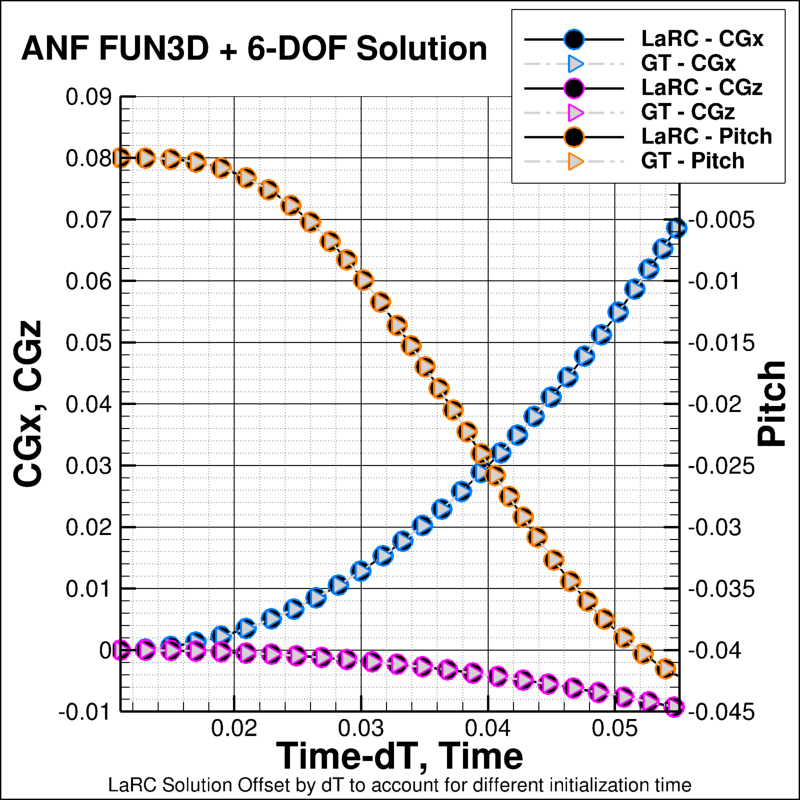 ANF FUN3D + 6-DOF Solution
LaRC - CGx
GT - CGx
LaRC - CGz
GT - CGz
LaRC - Pitch
GT - Pitch
0.09
0.08
0.07
0.06
0.05
0.04
0.03
0.02
0.01
0
-0.01
CGx, CGz
-0.005
-0.01
-0.015
-0.02
-0.025
-0.03
-0.035
-0.04
-0.045
Pitch
0.02 0.03 0.04 0.05
Time-dT, Time
LaRC Solution Offset by dT to account for different initialization time